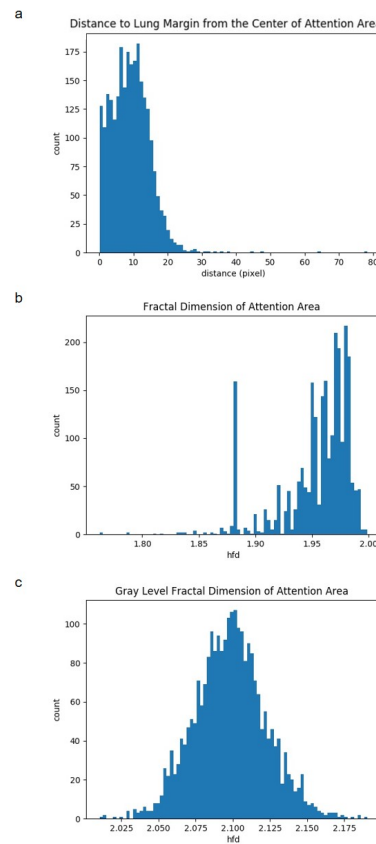 a
Distance to Lung Margin from the Center of Attention Area
175
150
125
100
75
50
25
0
count
0 10 20 30 40 50 60 70 80
distance (pixel)
b
Fractal Dimension of Attention Area
200
150
100
50
0
count
1.80 1.85 1.90 1.95 2.00
hfd
c
Gray Level Fractal Dimension of Attention Area
100
80
60
40
20
0
count
2.025 2.050 2.075 2.100 2.125 2.150 2.175
hfd